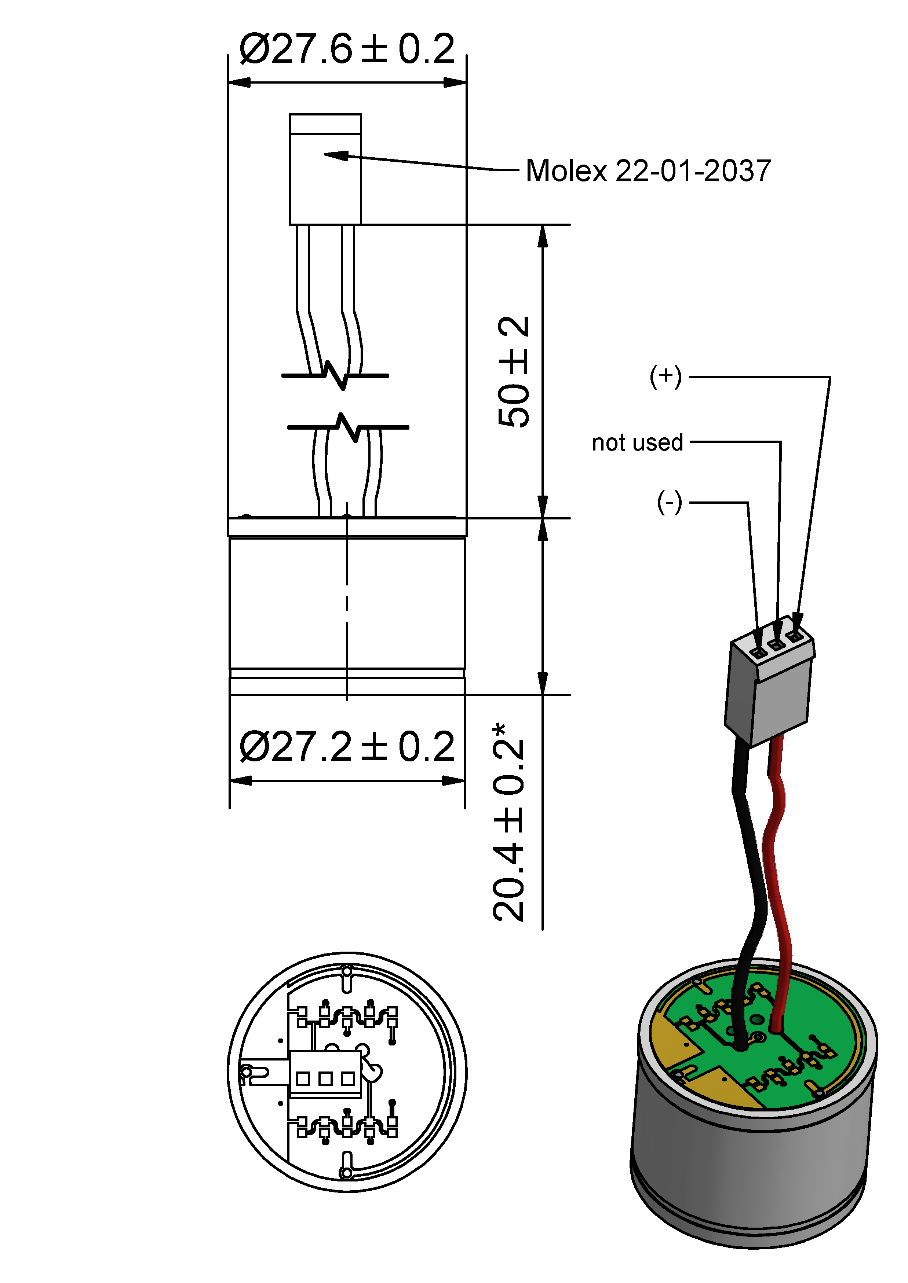 Ø27.6 ± 0.2
Molex 22-01-2037
50 ± 2
(+)
not used
(-)
Ø27.2 ± 0.2
20.4 ± 0.2*